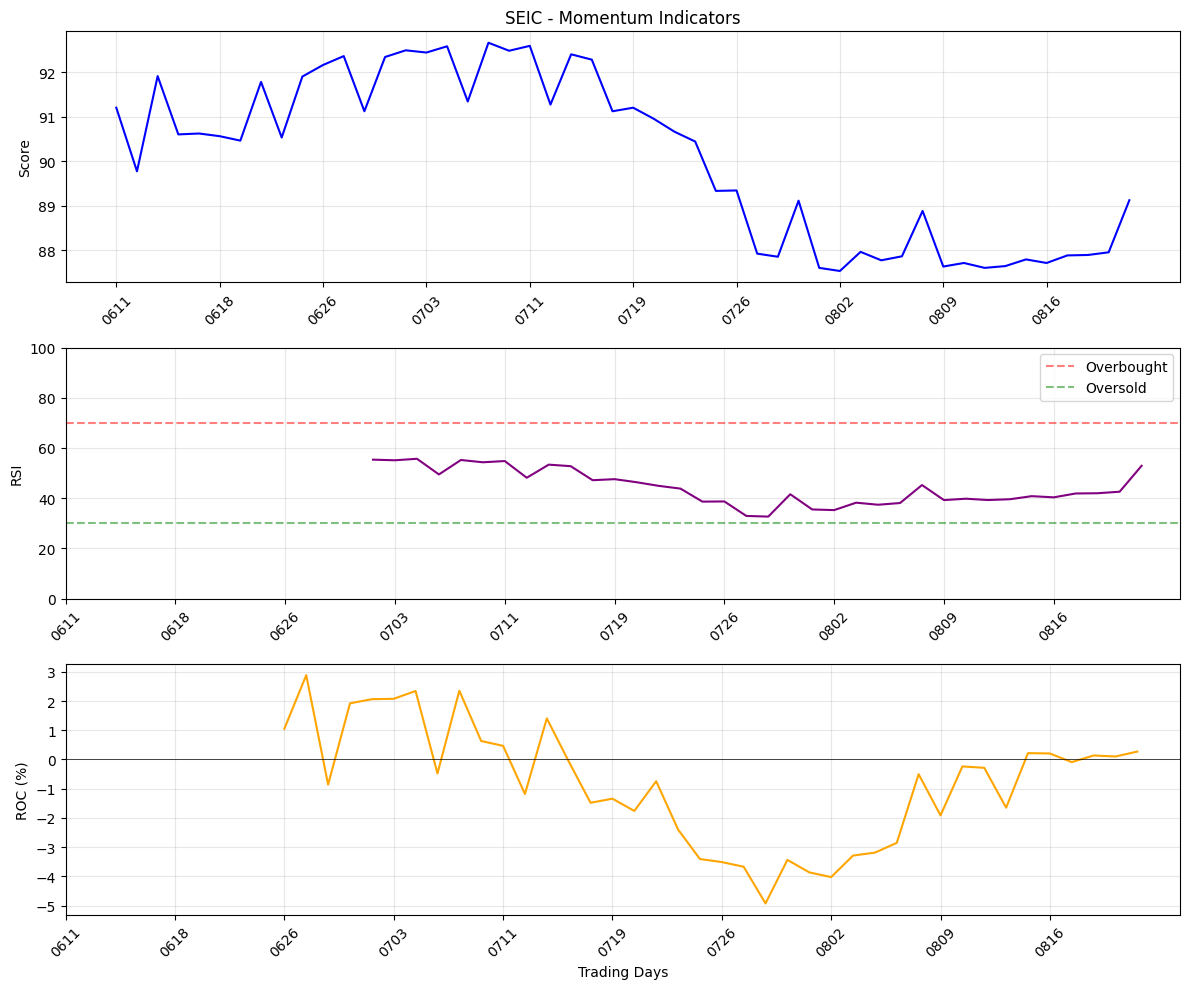 SEIC - Momentum Indicators
Score
92
91
90
89
88
0611 0618 0626 0703 0711 0719 0726 0802 0809 0816
RSI
100
80
60
40
20
0
Overbought
Oversold
0611 0618 0626 0703 0711 0719 0726 0802 0809 0816
ROC (%)
3
2
1
0
−1
−2
−3
−4
−5
0611 0618 0626 0703 0711 0719 0726 0802 0809 0816
Trading Days